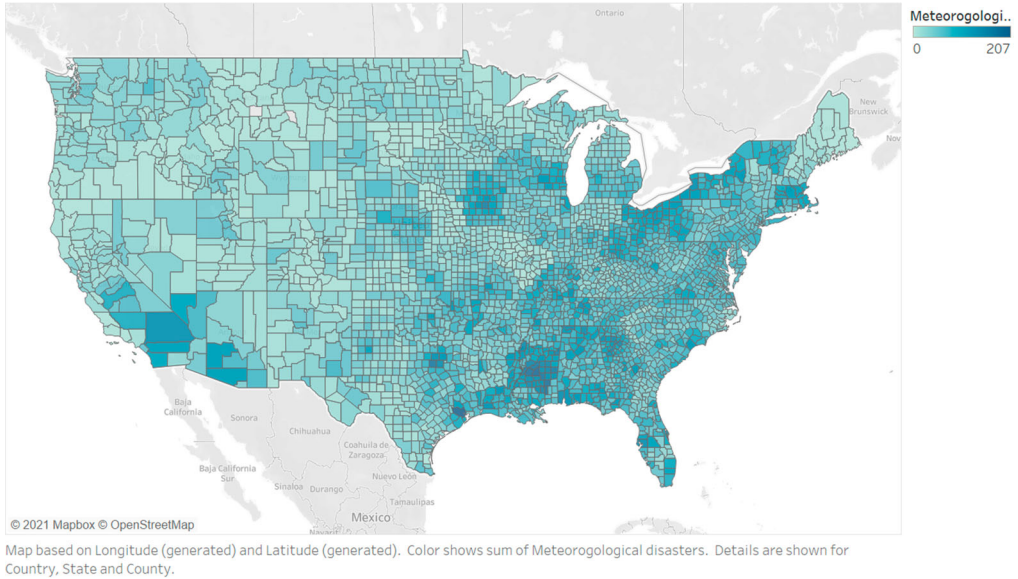 Ontario
Meteorogologi..
0 207
New
Brunswick
Nov
Baja
California
Sonora
Chihuahua
Coahuila de
Zaragoza
Baja California
Sur
Nuevo León
Sinaloa
Durango
Tamaulipas
Mexico
Nayarit
© 2021 Mapbox © OpenStreetMap
Map based on Longitude (generated) and Latitude (generated). Color shows sum of Meteorogological disasters. Details are shown for
Country, State and County.